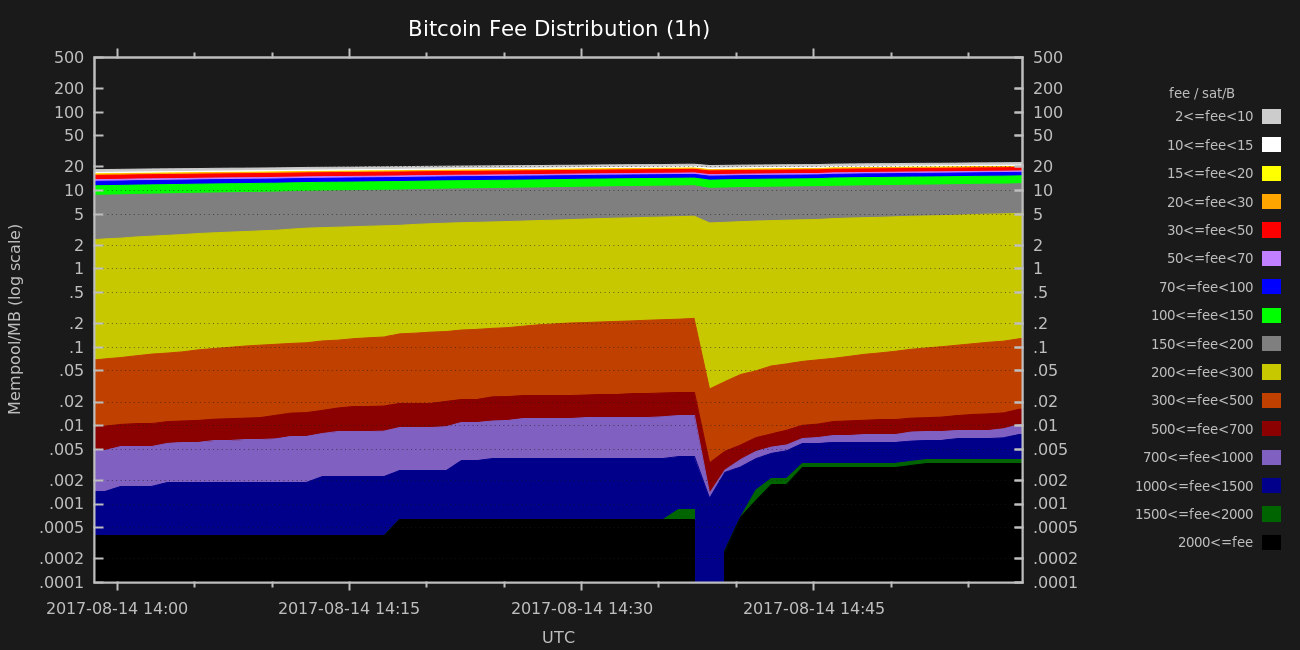 Bitcoin Fee Distribution (1h)
Mempool/MB (log scale)
500
200
100
50
20
10
5
2
1
.5
.2
.1
.05
.02
.01
.005
.002
.001
.0005
.0002
.0001
500
200
100
50
20
10
5
2
1
.5
.2
.1
.05
.02
.01
.005
.002
.001
.0005
.0002
.0001
2017-08-14 14:00 2017-08-14 14:15 2017-08-14 14:30 2017-08-14 14:45
UTC
fee / sat/B
2<=fee<10
10<=fee<15
15<=fee<20
20<=fee<30
30<=fee<50
50<=fee<70
70<=fee<100
100<=fee<150
150<=fee<200
200<=fee<300
300<=fee<500
500<=fee<700
700<=fee<1000
1000<=fee<1500
1500<=fee<2000
2000<=fee